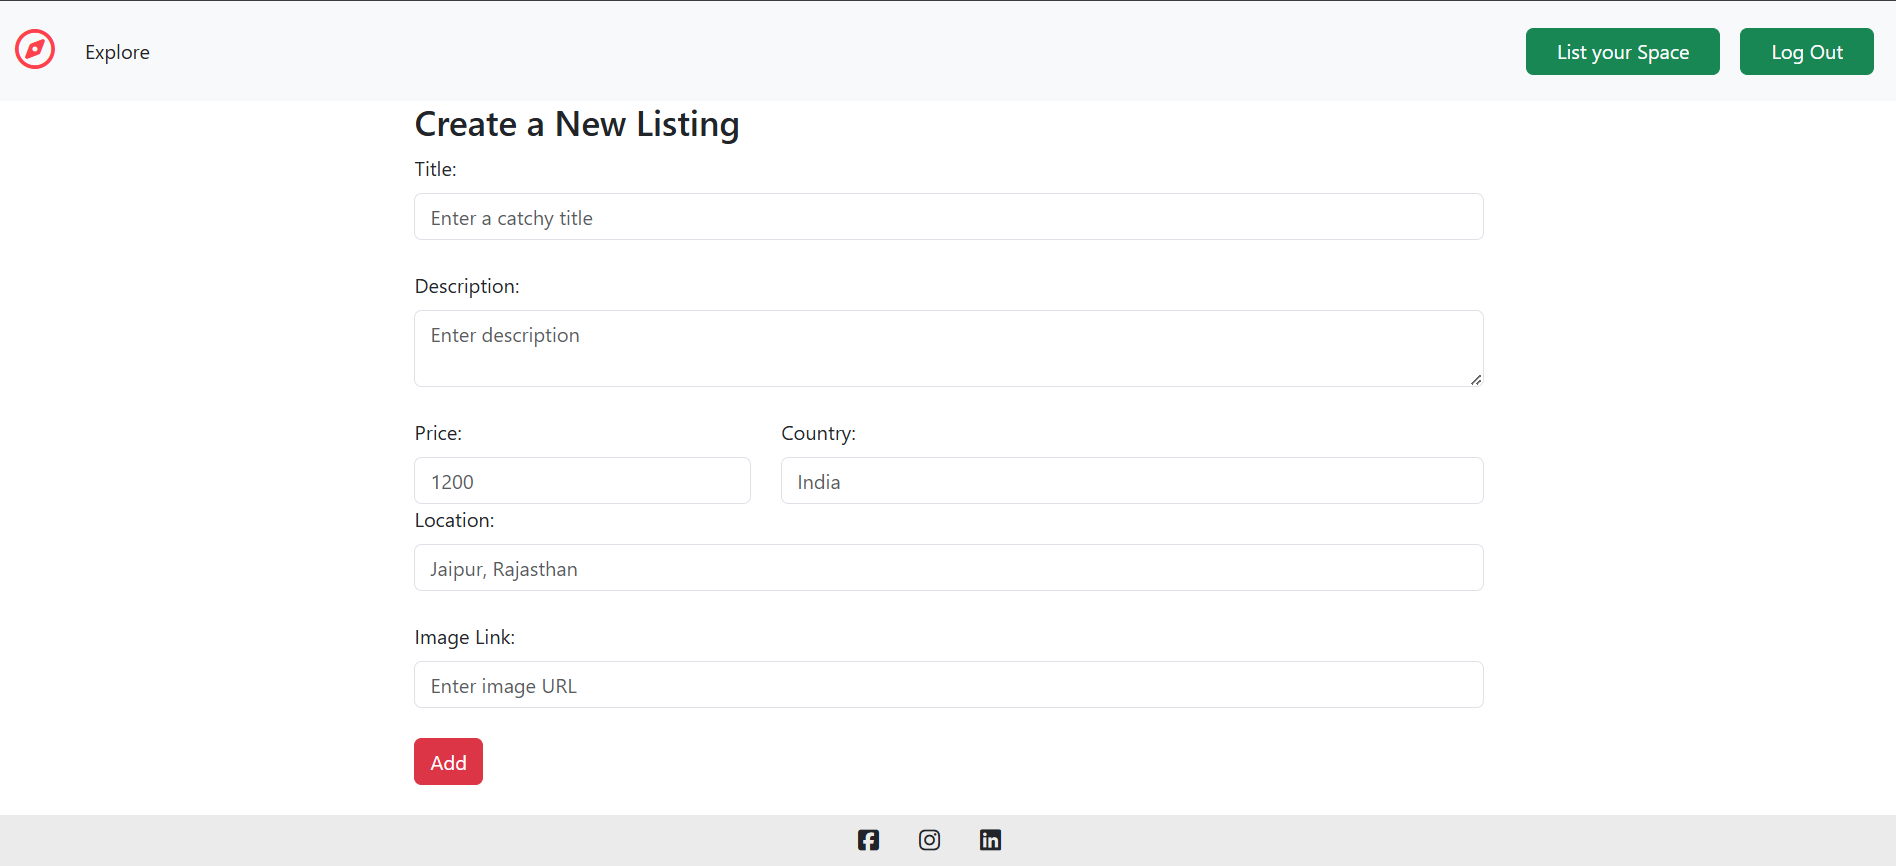 Explore
List your Space
Log Out
Create a New Listing
Title:
Enter a catchy title
Description:
Enter description
Price:
Country:
1200
India
Location:
Jaipur, Rajasthan
Image Link:
Enter image URL
Add